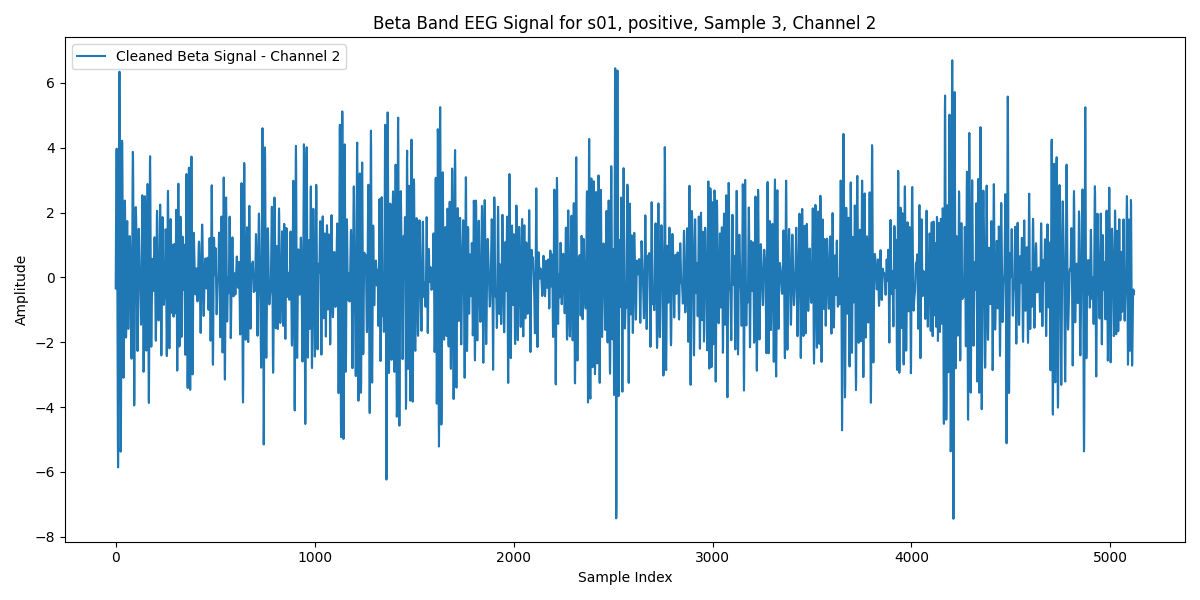 Beta Band EEG Signal for s01, positive, Sample 3, Channel 2
Cleaned Beta Signal - Channel 2
Amplitude
6
4
2
0
−2
−4
−6
−8
0 1000 2000 3000 4000 5000
Sample Index